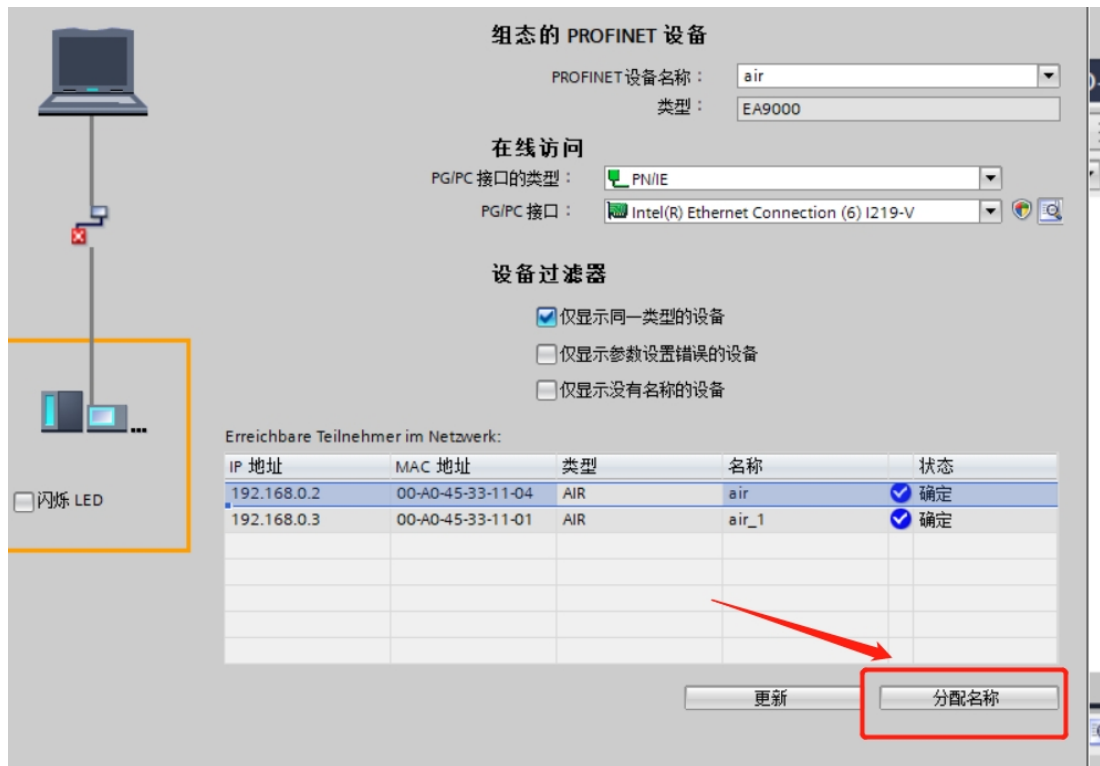 组态的 PROFINET 设备
PROFINET设备名称：
air
类型：
EA9000
在线访问
PG/PC 接口的类型：
PN/IE
PG/PC 接口：
Intel(R) Ethernet Connection (6) I219-V
设备过滤器
仅显示同一类型的设备
仅显示参数设置错误的设备
仅显示没有名称的设备
...
闪烁 LED
Erreichbare Teilnehmer im Netzwerk:
IP 地址 MAC 地址 类型 名称 状态
192.168.0.2 00-A0-45-33-11-04 AIR air 确定
192.168.0.3 00-A0-45-33-11-01 AIR air_1 确定
更新 分配名称